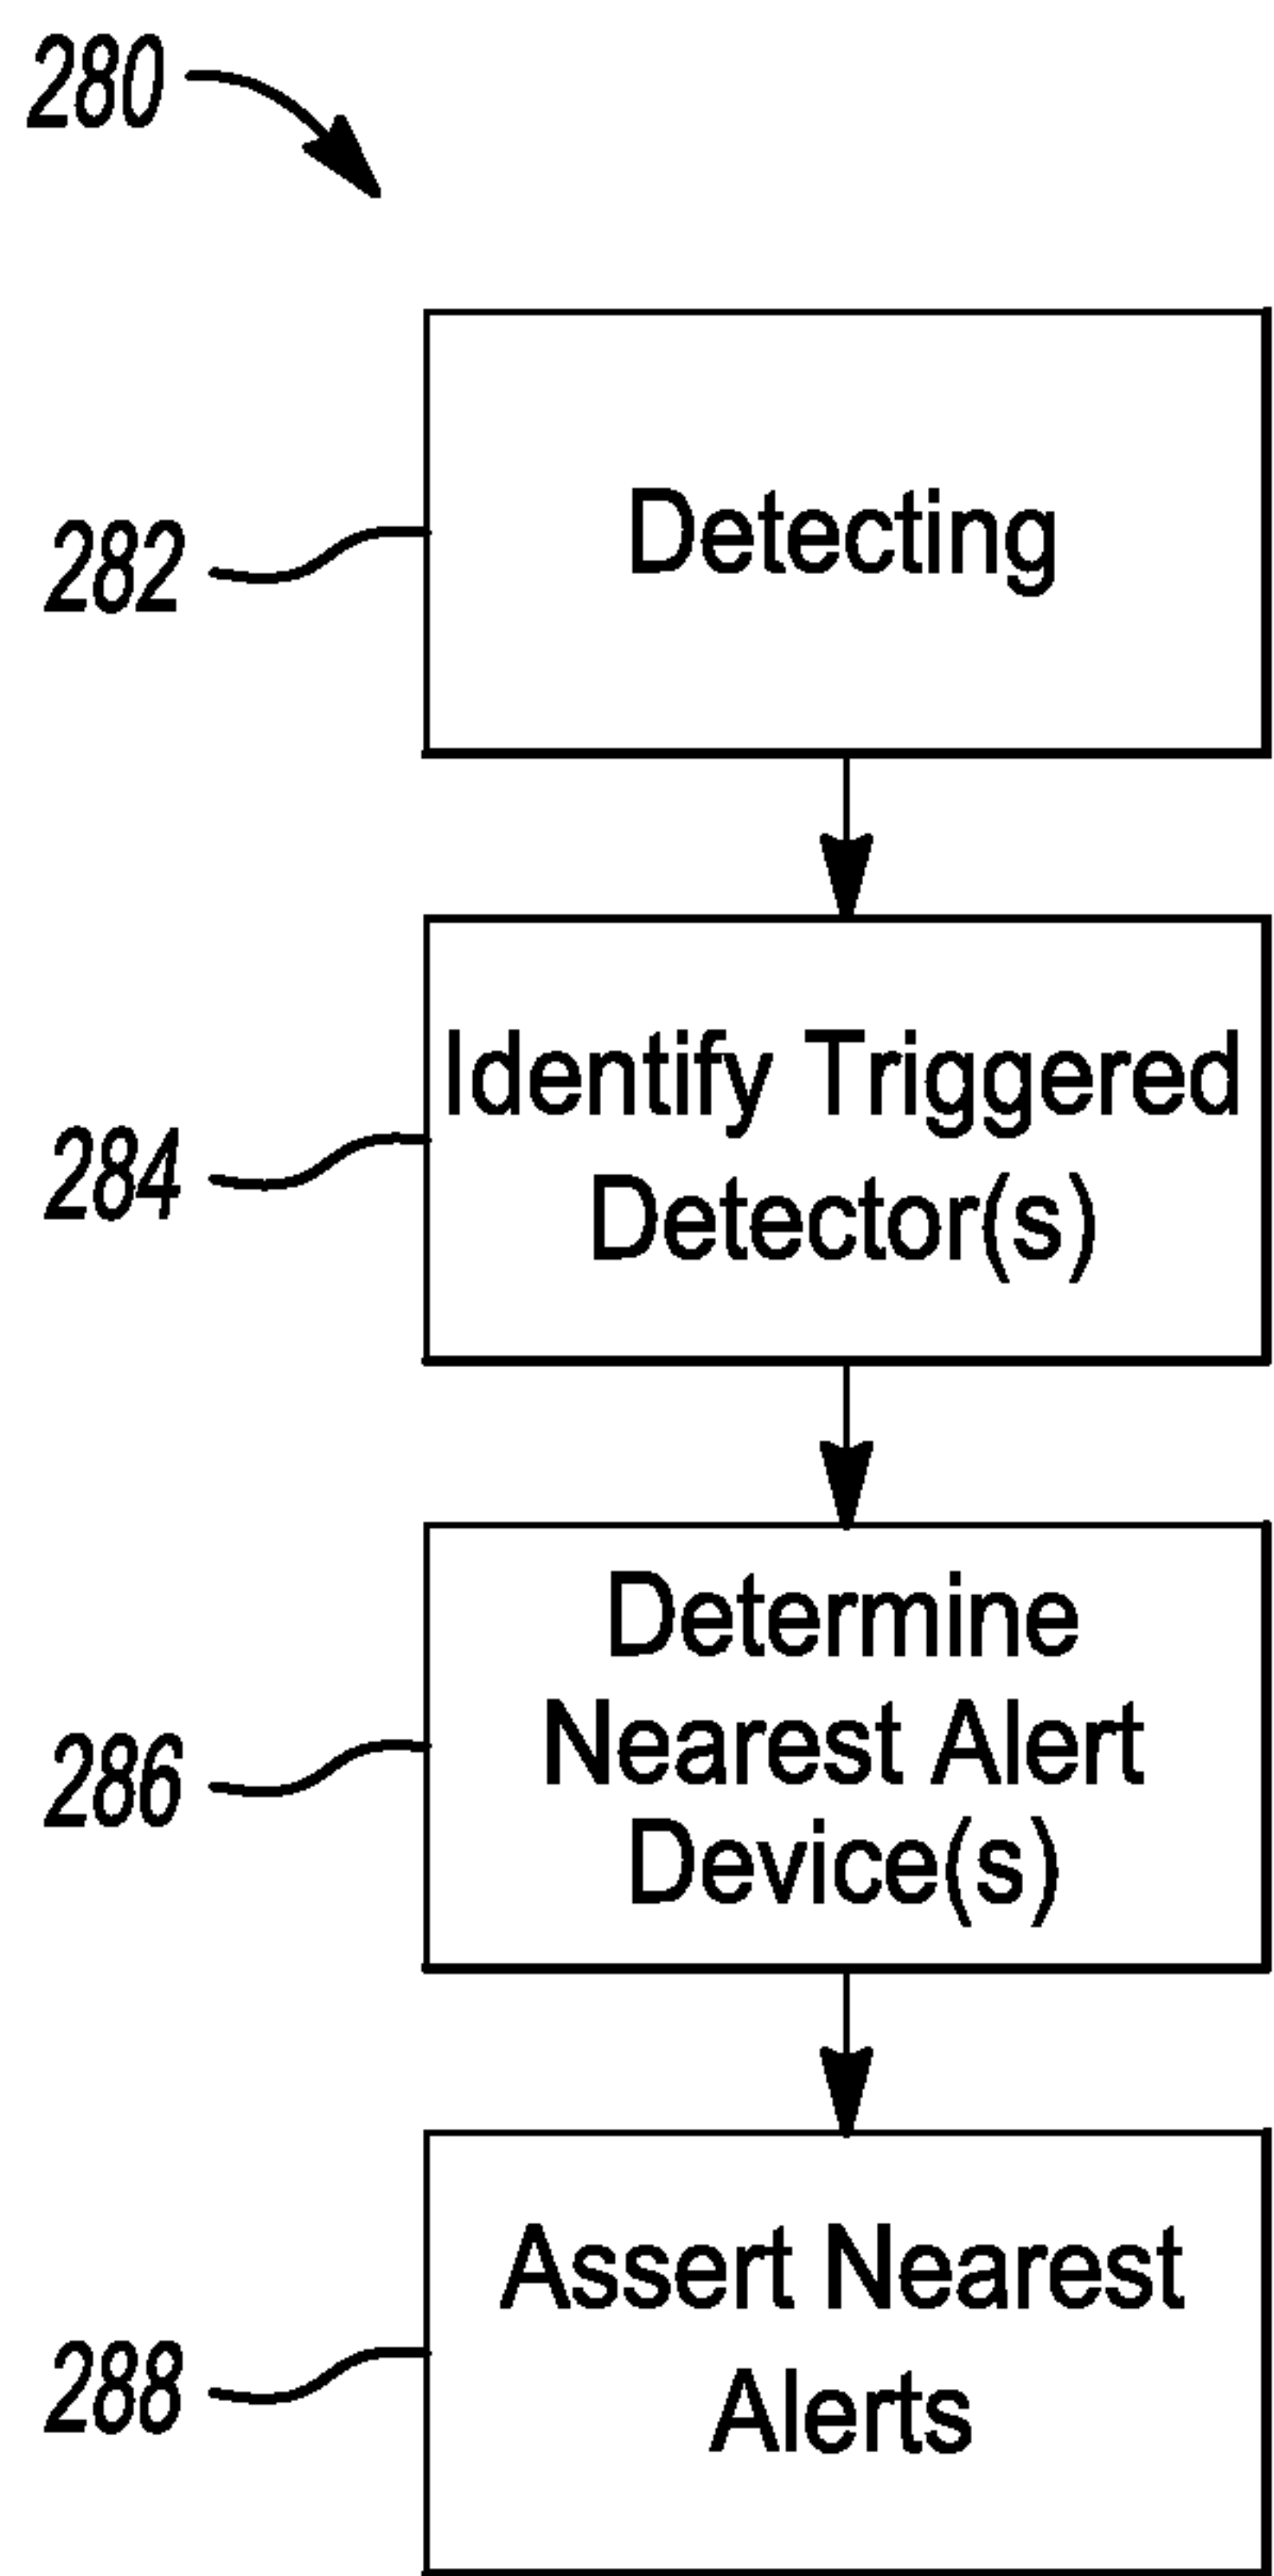 280
282
Detecting
284
Identify Triggered
Detector(s)
286
Determine
Nearest Alert
Device(s)
288
Assert Nearest
Alerts